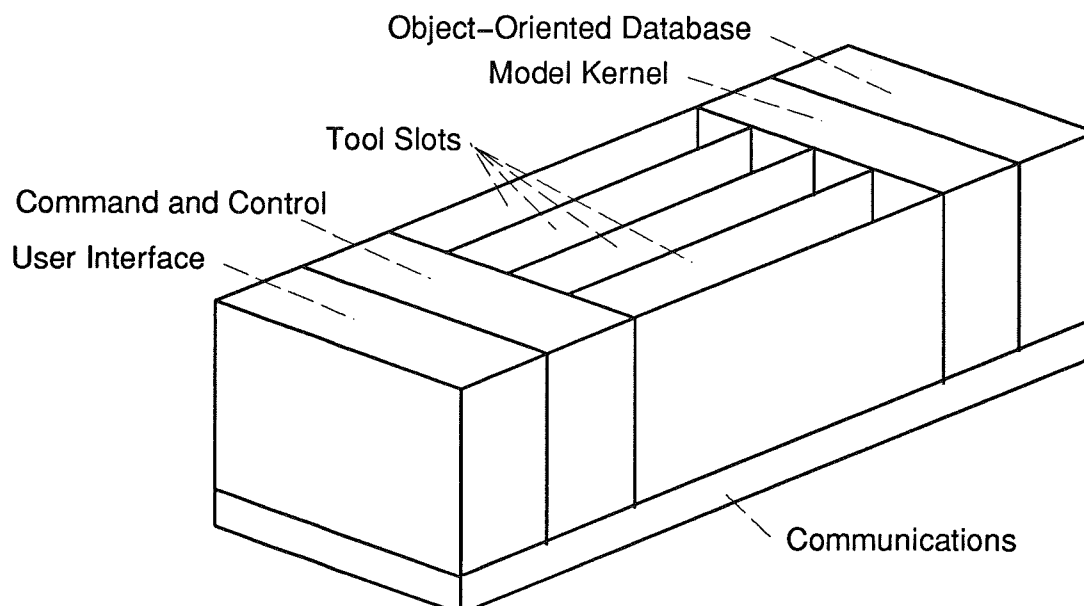 Object–Oriented Database
Model Kernel
Tool Slots
Command and Control
User Interface
Communications